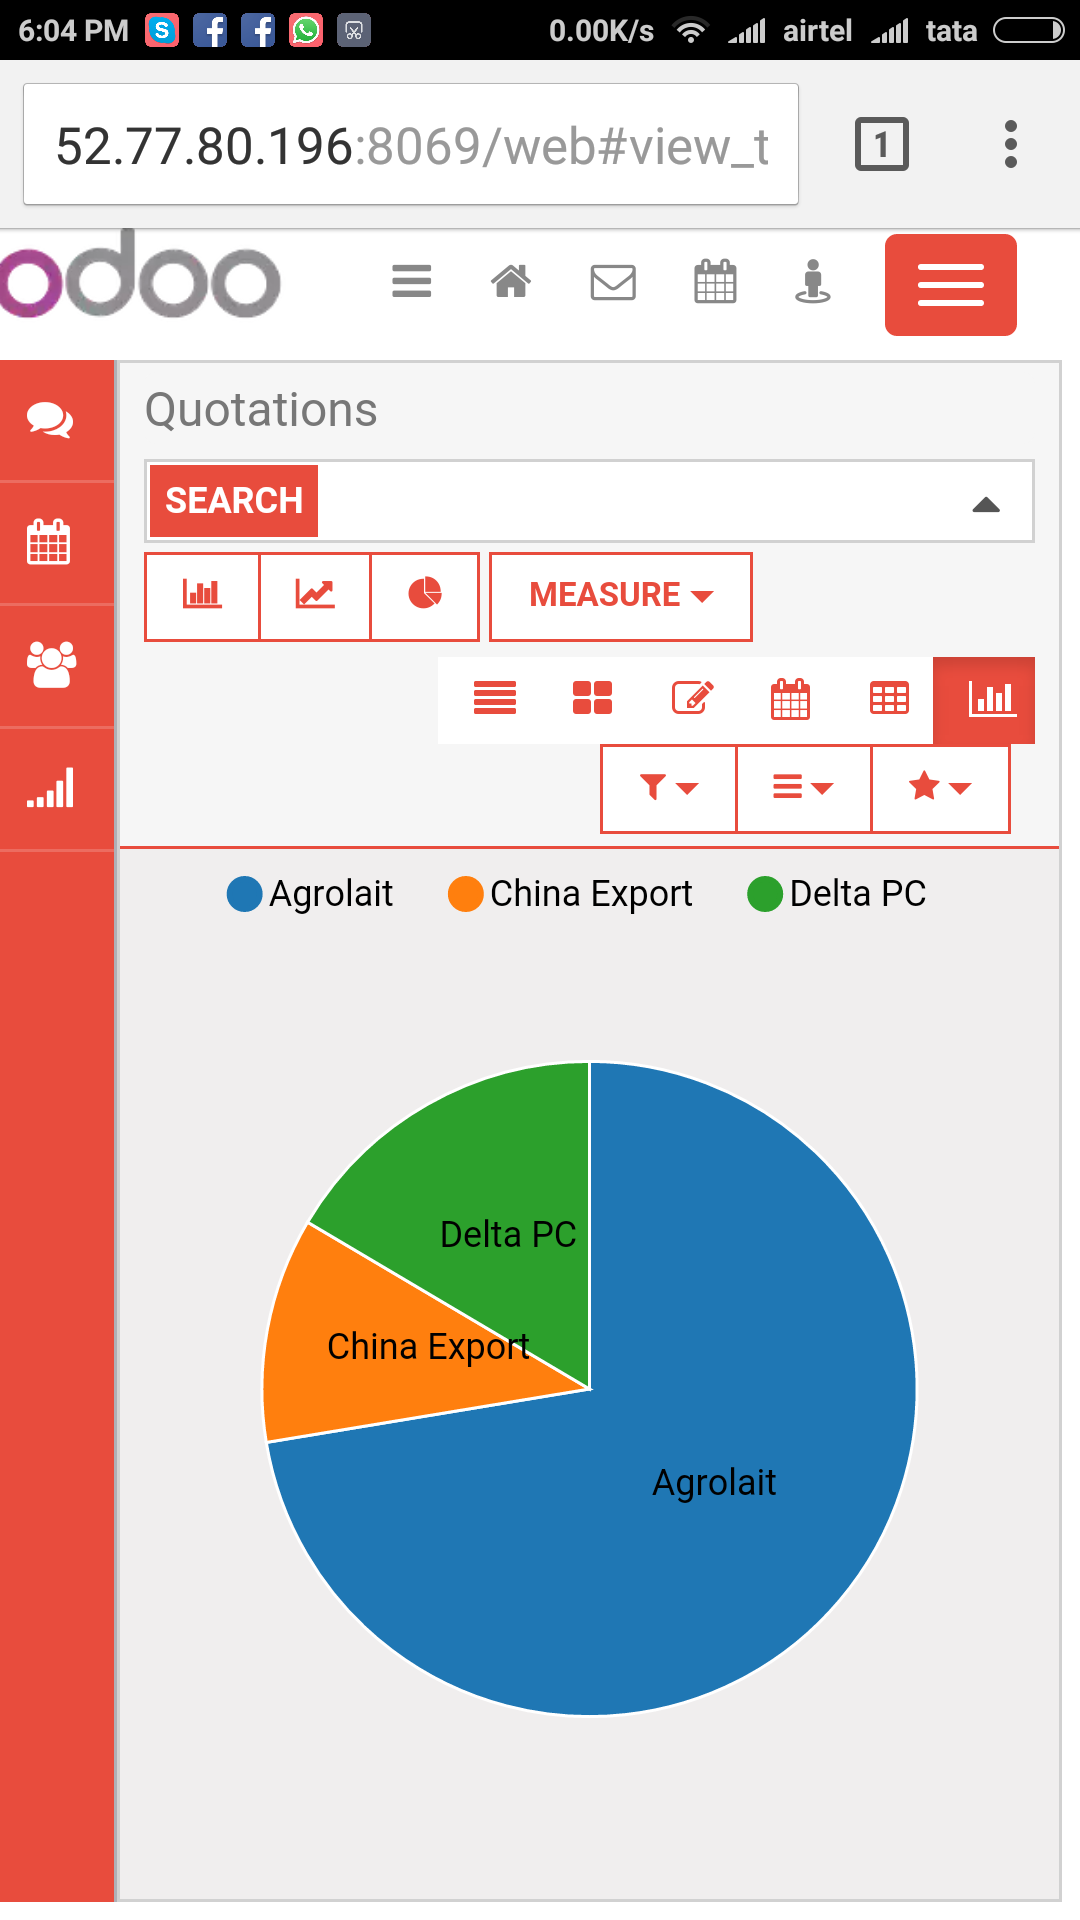 6:04 PM 0.00K/s airtel tata
52.77.80.196:8069/web#view_t
1
odoo
Quotations
SEARCH
MEASURE
Agrolait China Export Delta PC
Delta PC
China Export
Agrolait